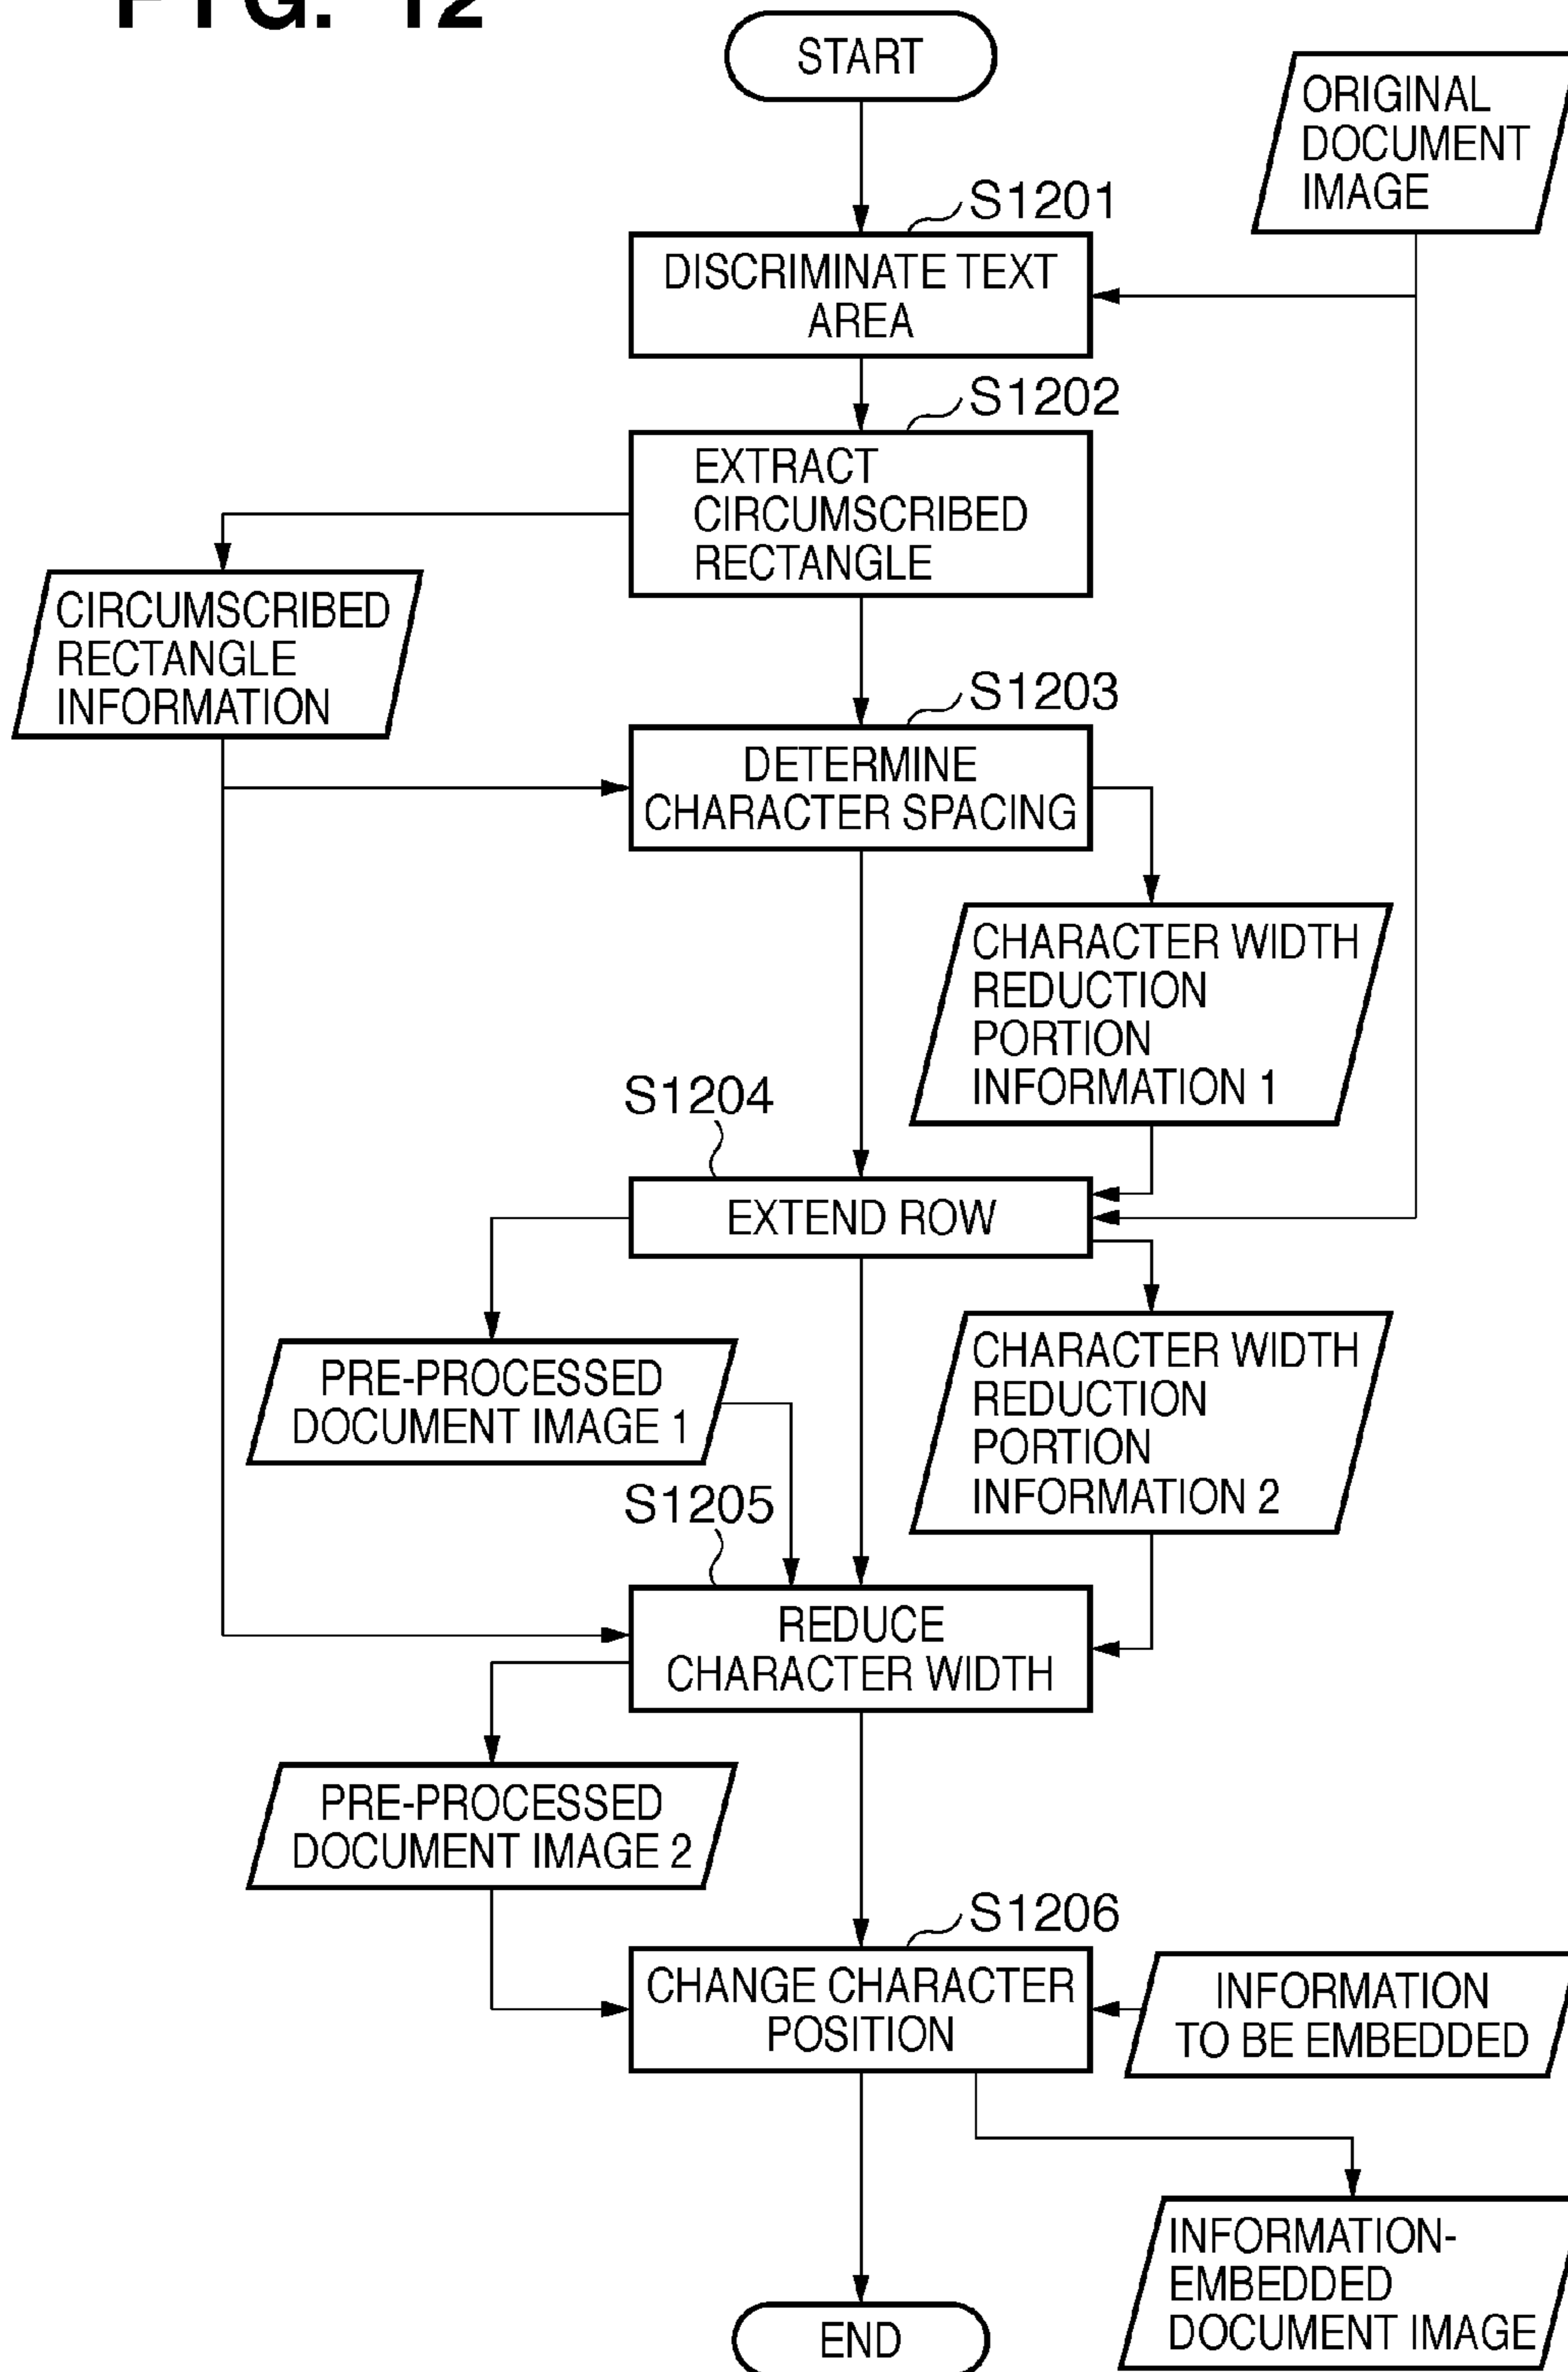 FIG. 12
START
ORIGINAL
DOCUMENT
IMAGE
S1201
DISCRIMINATE TEXT
AREA
S1202
EXTRACT
CIRCUMSCRIBED
RECTANGLE
CIRCUMSCRIBED
RECTANGLE
INFORMATION
S1203
DETERMINE
CHARACTER SPACING
CHARACTER WIDTH
REDUCTION
PORTION
INFORMATION 1
S1204
EXTEND ROW
PRE-PROCESSED
DOCUMENT IMAGE 1
CHARACTER WIDTH
REDUCTION
PORTION
INFORMATION 2
S1205
REDUCE
CHARACTER WIDTH
PRE-PROCESSED
DOCUMENT IMAGE 2
S1206
CHANGE CHARACTER
POSITION
INFORMATION
TO BE EMBEDDED
INFORMATION-
EMBEDDED
DOCUMENT IMAGE
END